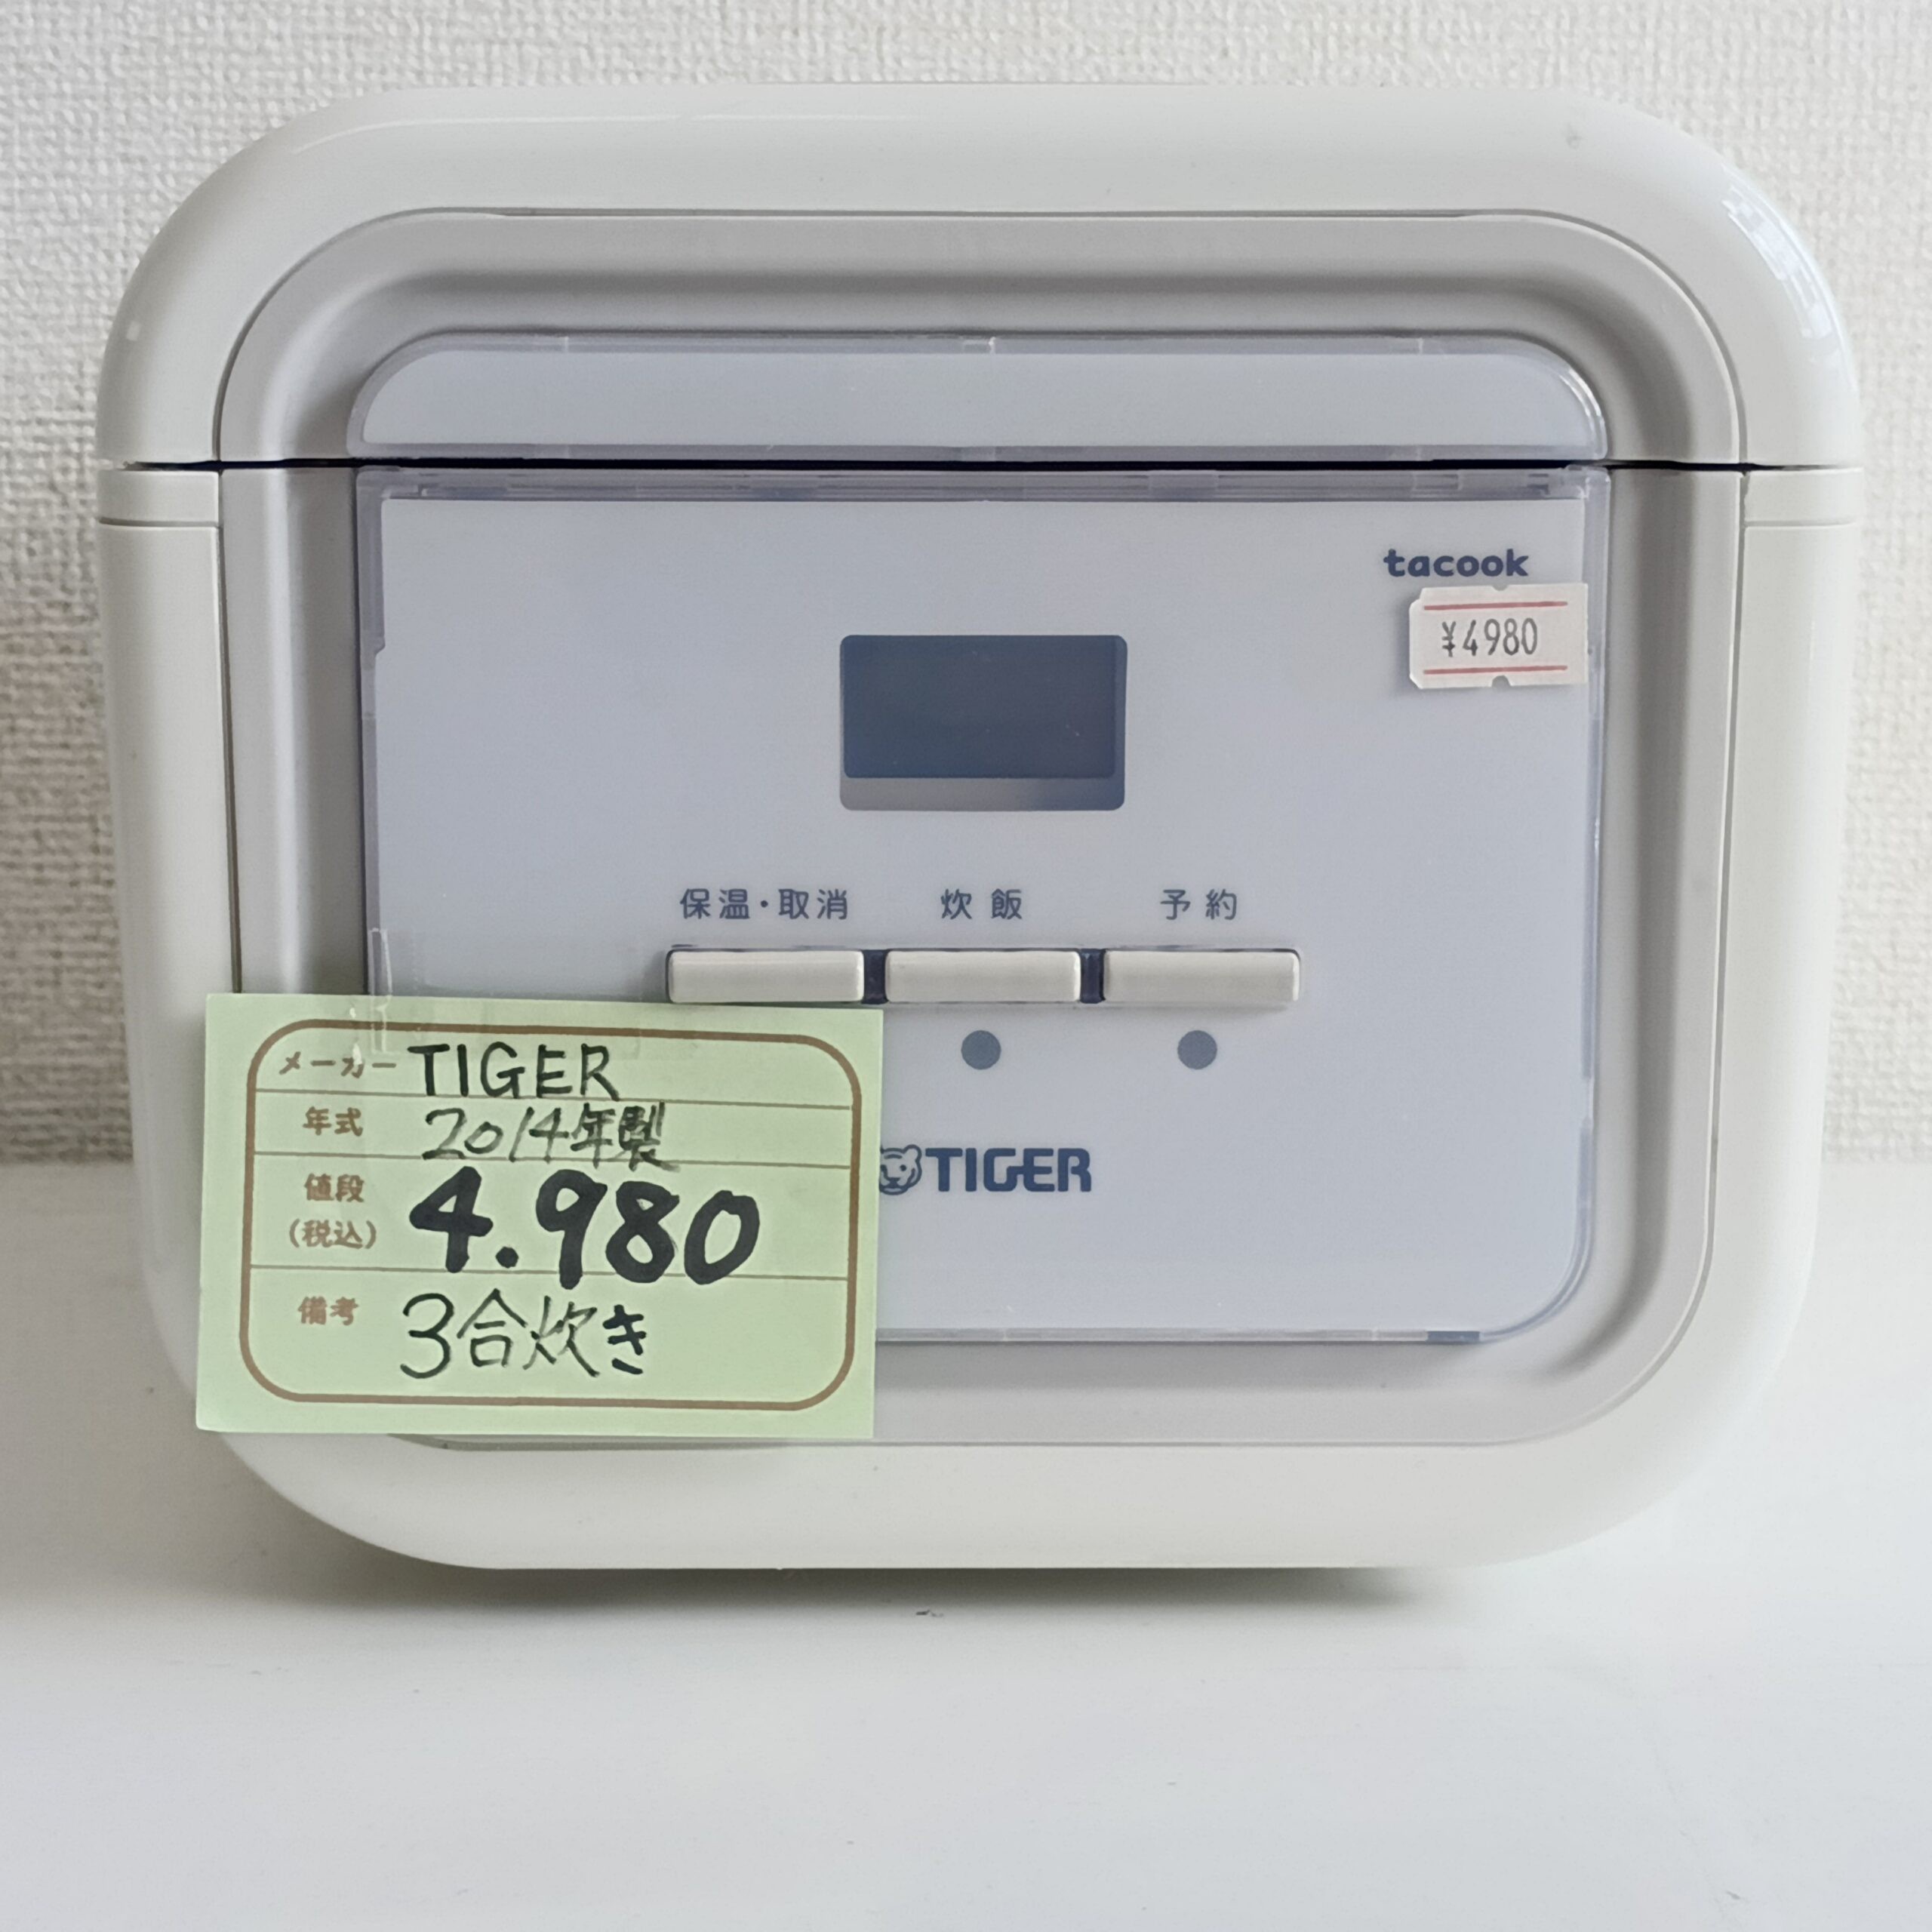 tacook
¥4980
保温・取消 炊飯 予約
TIGER
メーカー TIGER
年式 2014年製
値段
(税込) 4.980
備考 3合炊き